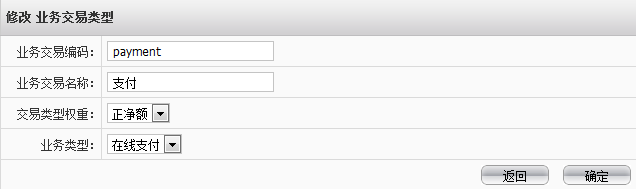 修改 业务交易类型
业务交易编码： payment
业务交易名称： 支付
交易类型权重： 正净额
业务类型： 在线支付
返回 确定